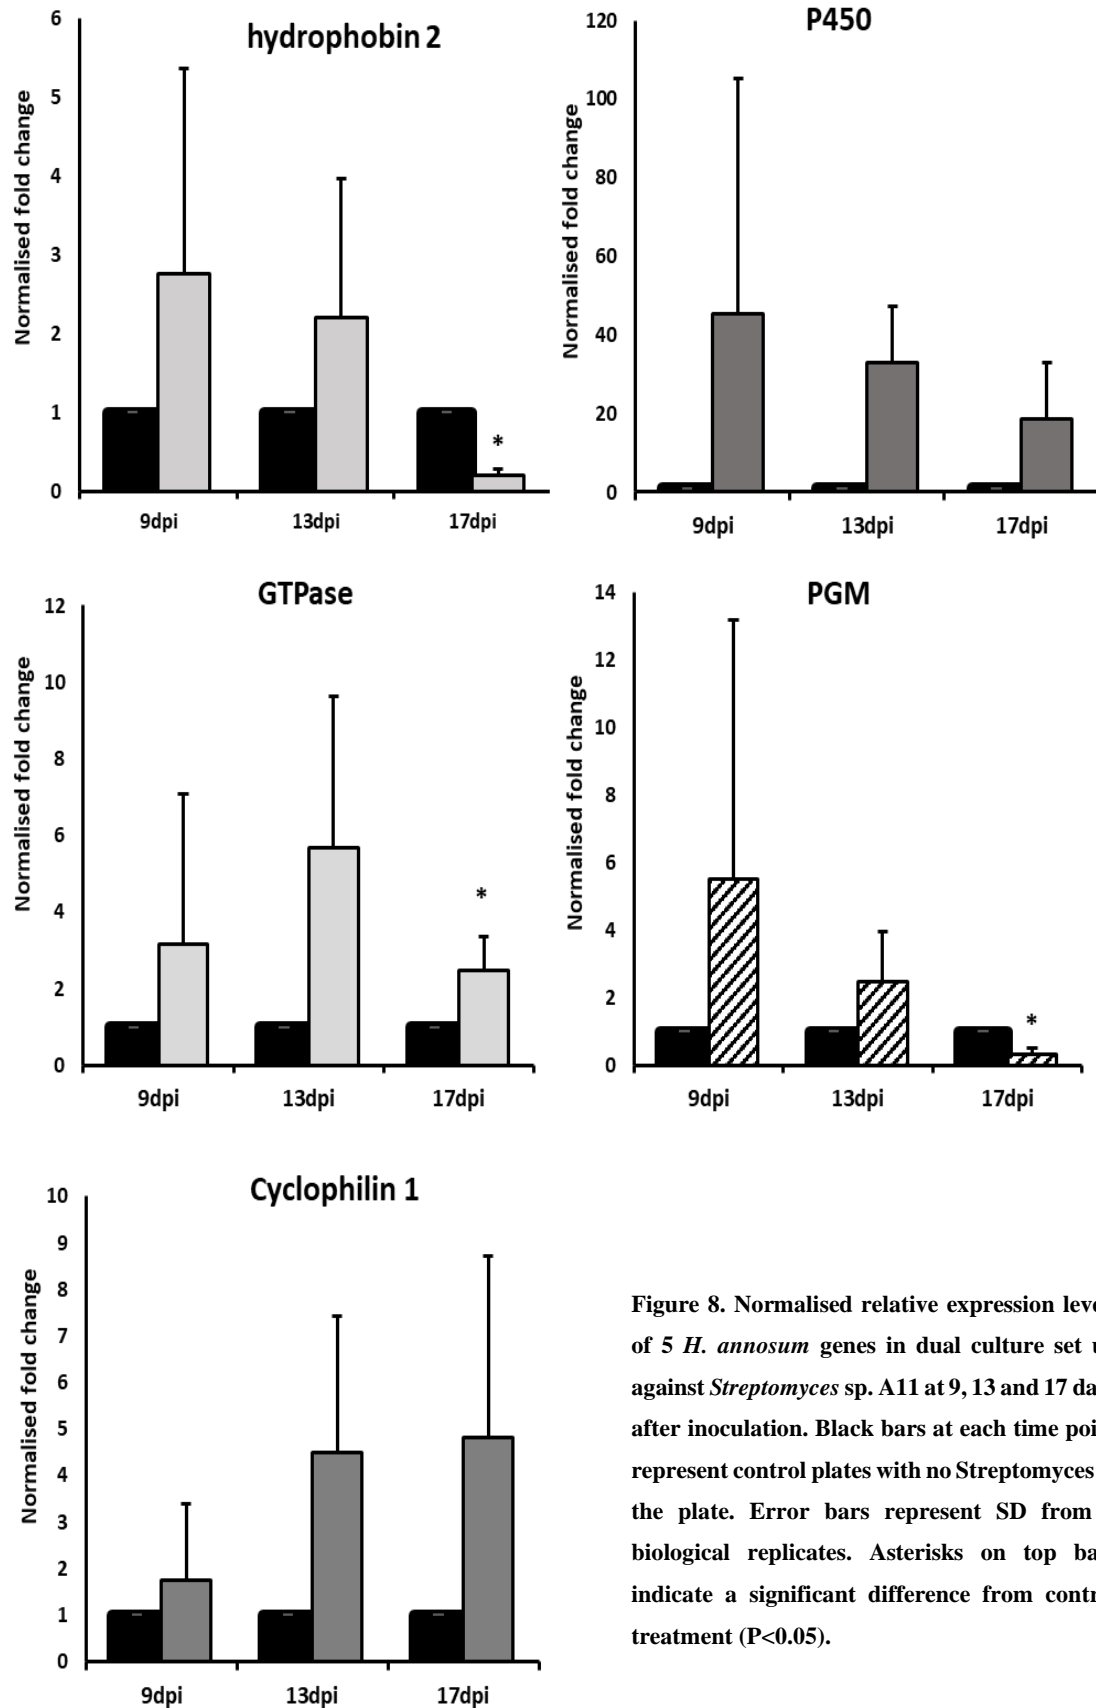 hydrophobin 2
Normalised fold change
6
5
4
3
2
1
0
*
9dpi 13dpi 17dpi
P450
Normalised fold change
120
100
80
60
40
20
0
9dpi 13dpi 17dpi
GTPase
Normalised fold change
12
10
8
6
4
2
0
*
9dpi 13dpi 17dpi
PGM
Normalised fold change
14
12
10
8
6
4
2
0
*
9dpi 13dpi 17dpi
Cyclophilin 1
Normalised fold change
10
9
8
7
6
5
4
3
2
1
0
9dpi 13dpi 17dpi
Figure 8. Normalised relative expression leve
of 5 H. annosum genes in dual culture set
against Streptomyces sp. A11 at 9, 13 and 17 da
after inoculation. Black bars at each time poi
represent control plates with no Streptomyces
the plate. Error bars represent SD from
biological replicates. Asterisks on top ba
indicate a significant difference from contr
treatment (P<0.05).